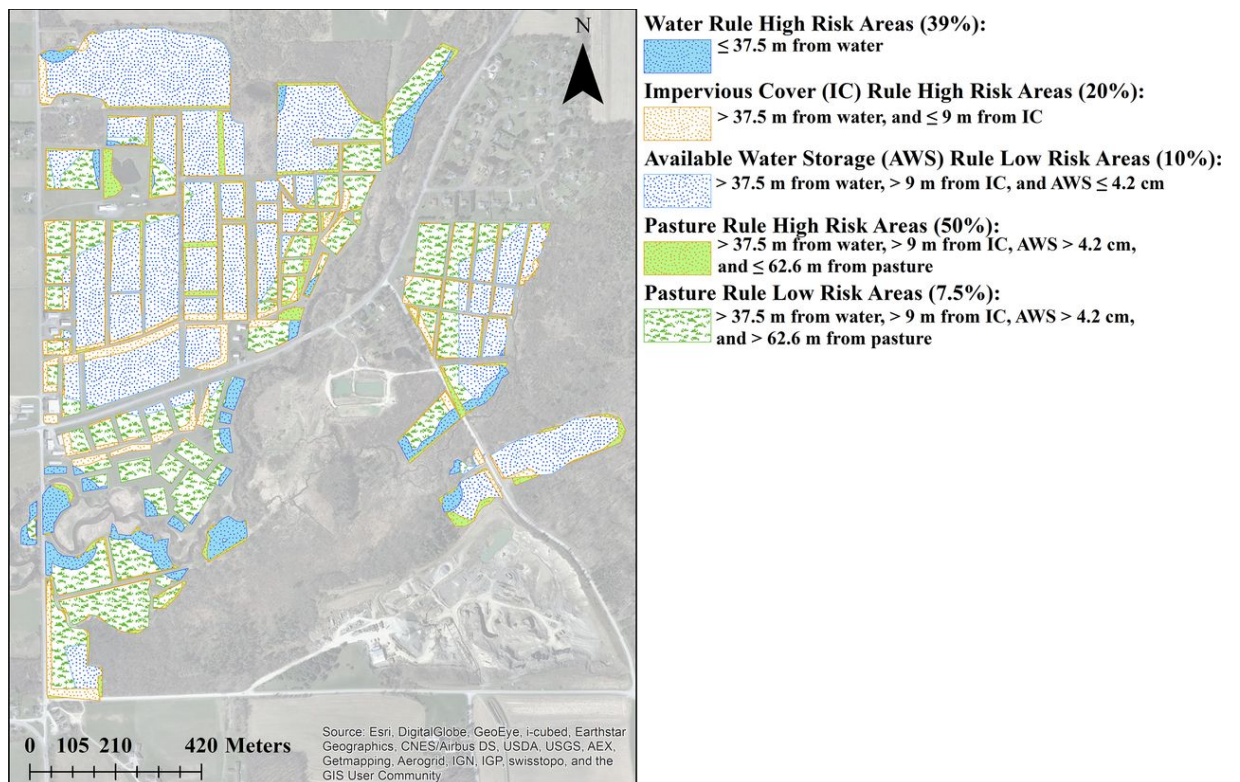 N
0 105 210 420 Meters
Source: Esri, DigitalGlobe, GeoEye, i-cubed, Earthstar
Geographics, CNES/Airbus DS, USDA, USGS, AEX,
Getmapping, Aerogrid, IGN, IGP, swisstopo, and the
GIS User Community
Water Rule High Risk Areas (39%):
≤ 37.5 m from water
Impervious Cover (IC) Rule High Risk Areas (20%):
> 37.5 m from water, and ≤ 9 m from IC
Available Water Storage (AWS) Rule Low Risk Areas (10%):
> 37.5 m from water, > 9 m from IC, and AWS ≤ 4.2 cm
Pasture Rule High Risk Areas (50%):
> 37.5 m from water, > 9 m from IC, AWS > 4.2 cm,
and ≤ 62.6 m from pasture
Pasture Rule Low Risk Areas (7.5%):
> 37.5 m from water, > 9 m from IC, AWS > 4.2 cm,
and > 62.6 m from pasture